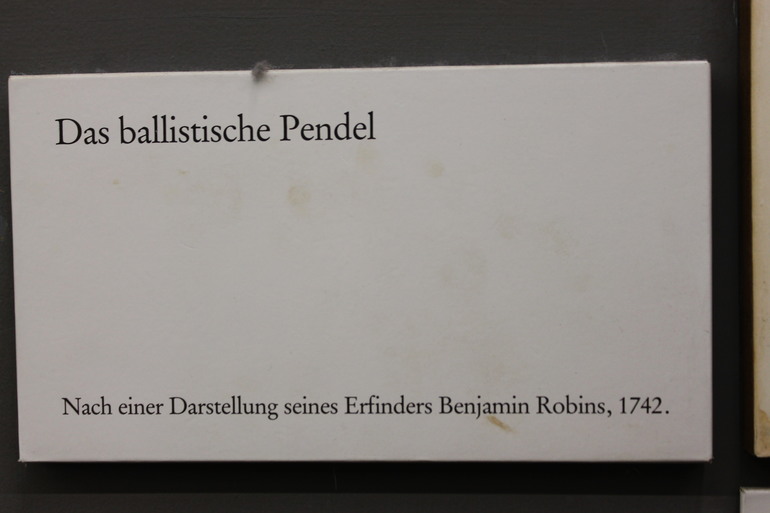 Das ballistische Pendel
Nach einer Darstellung seines Erfinders Benjamin Robins, 1742.